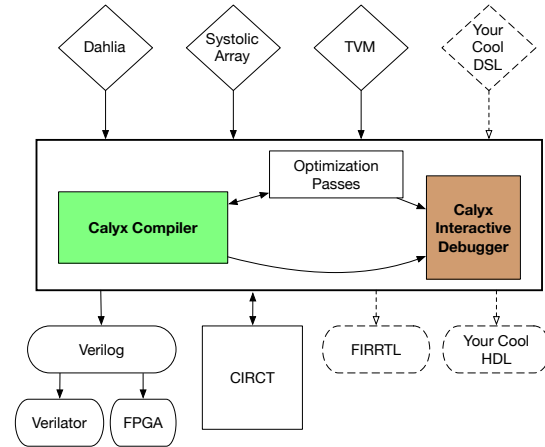 Dahlia
Systolic
Array
TVM
Your
Cool
DSL
Optimization
Passes
Calyx Compiler
Calyx
Interactive
Debugger
Verilog
CIRCT
FIRRTL
Your Cool
HDL
Verilator
FPGA